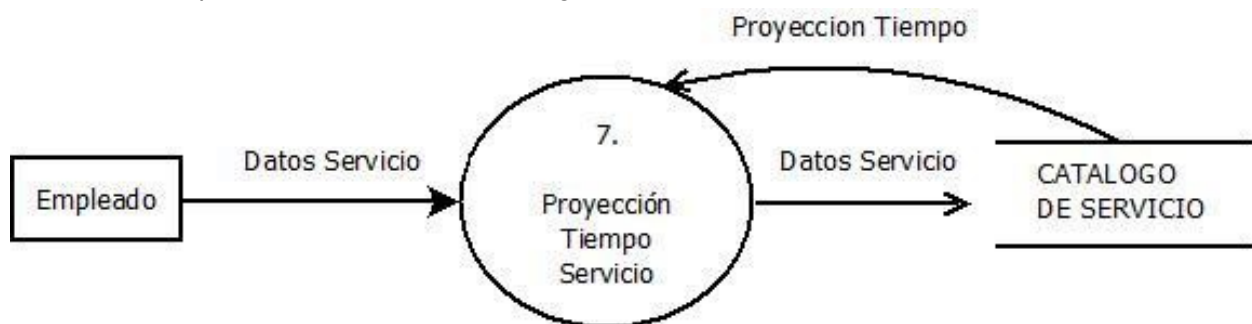 Proyeccion Tiempo
Empleado
Datos Servicio
7.
Proyección
Tiempo
Servicio
Datos Servicio
CATALOGO
DE SERVICIO